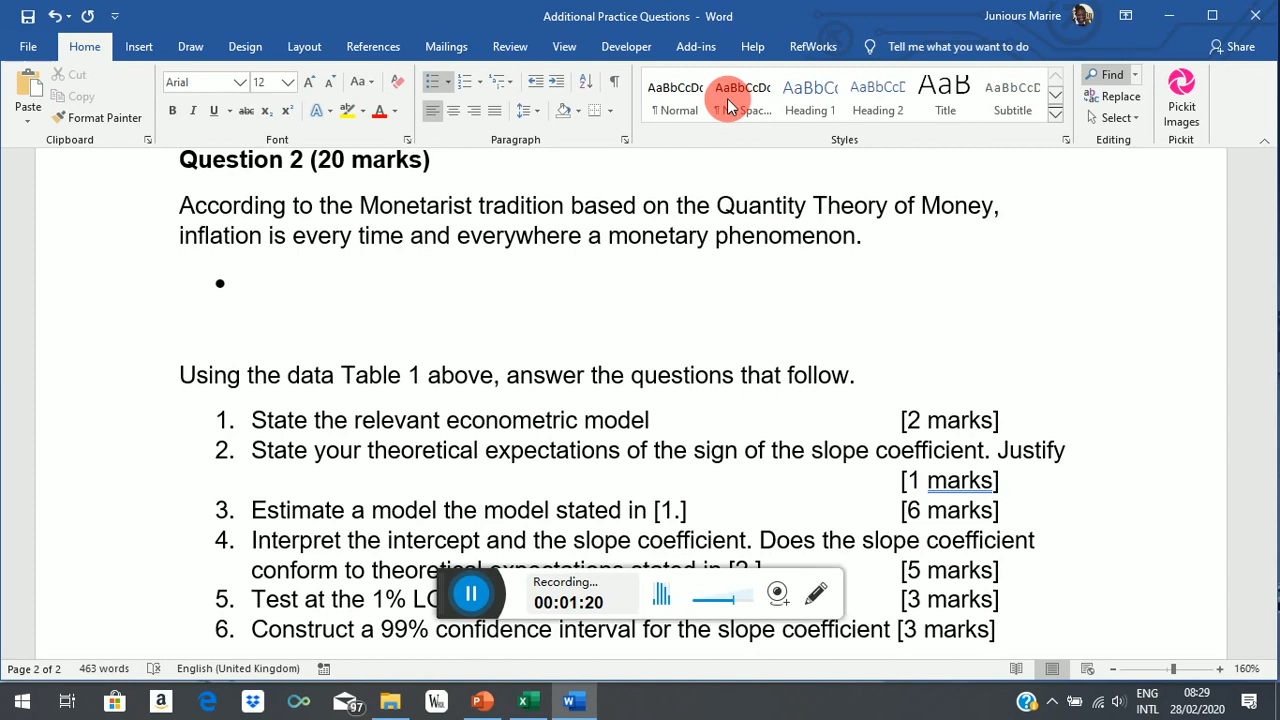 Additional Practice Questions - Word
Juniours Marire
File Home Insert Draw Design Layout References Mailings Review View Developer Add-ins Help RefWorks Tell me what you want to do Share
Paste
Cut
Copy
Format Painter
Clipboard
Arial 12
Font
Paragraph
AaBbCcDc AaBbCcDc AaBbCc AaBbCcD AaB AaBbCcD
¶ Normal Heading 1 Heading 2 Title Subtitle
Styles
Find
Replace
Select
Editing
Pickit Images
Pickit
Question 2 (20 marks)
According to the Monetarist tradition based on the Quantity Theory of Money,
inflation is every time and everywhere a monetary phenomenon.
•
Using the data Table 1 above, answer the questions that follow.
1. State the relevant econometric model [2 marks]
2. State your theoretical expectations of the sign of the slope coefficient. Justify
[1 marks]
3. Estimate a model the model stated in [1.] [6 marks]
4. Interpret the intercept and the slope coefficient. Does the slope coefficient
conform to stated in [2.] [5 marks]
5. Test at the 1% [3 marks]
6. Construct a 99% confidence interval for the slope coefficient [3 marks]
Recording...
00:01:20
Page 2 of 2 463 words English (United Kingdom) 160%
97
ENG
INTL
08:29
28/02/2020